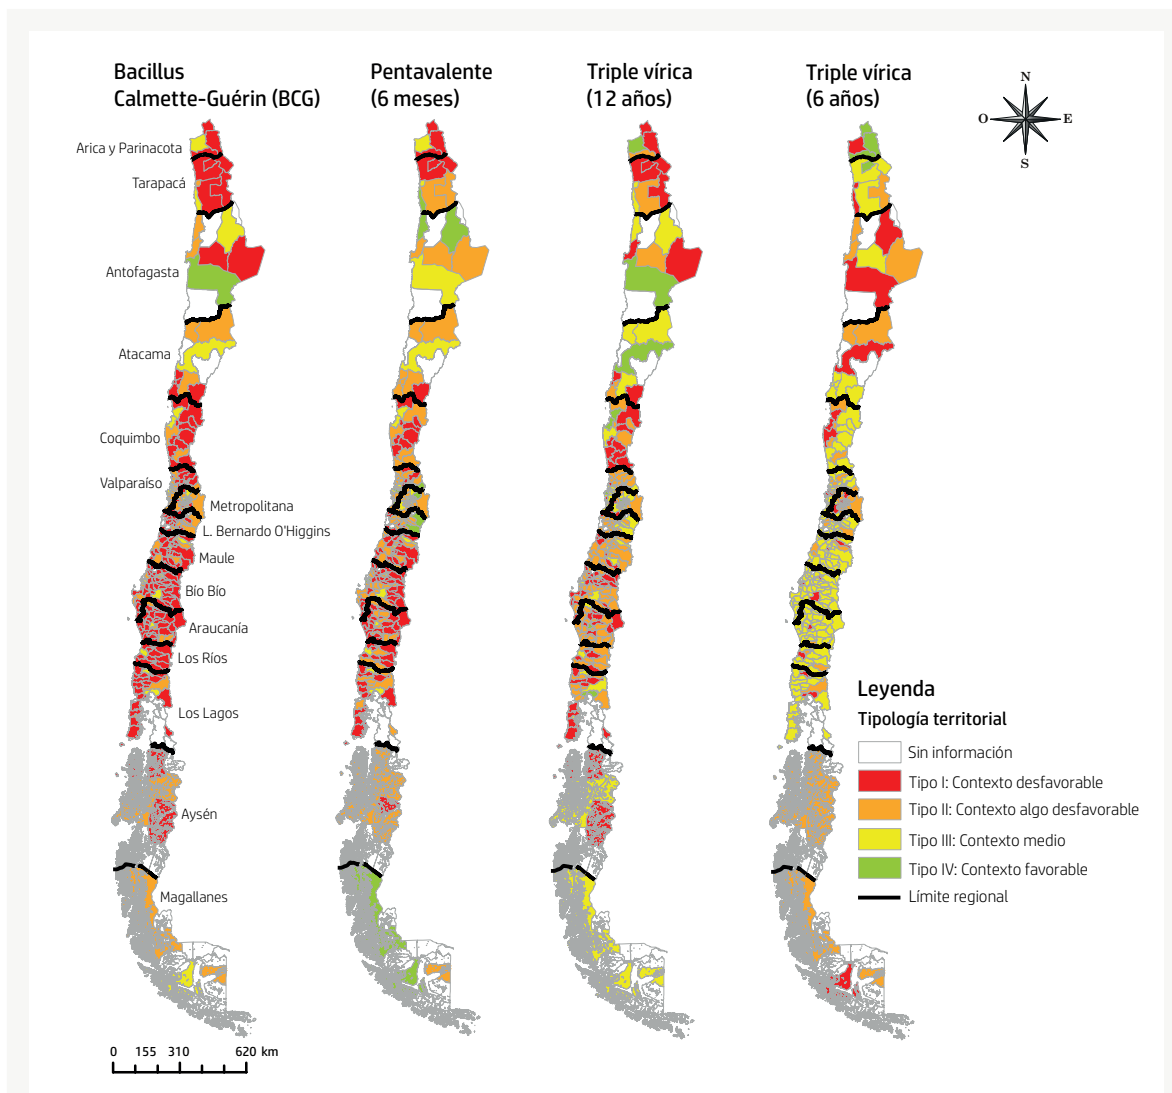 Bacillus
Calmette-Guérin (BCG)
Pentavalente
(6 meses)
Triple vírica
(12 años)
Triple vírica
(6 años)
N
O
E
S
Arica y Parinacota
Tarapacá
Antofagasta
Atacama
Coquimbo
Valparaíso
Metropolitana
L. Bernardo O'Higgins
Maule
Bío Bío
Araucanía
Los Ríos
Los Lagos
Aysén
Magallanes
Leyenda
Tipología territorial
Sin información
Tipo I: Contexto desfavorable
Tipo II: Contexto algo desfavorable
Tipo III: Contexto medio
Tipo IV: Contexto favorable
Límite regional
0 155 310 620 km